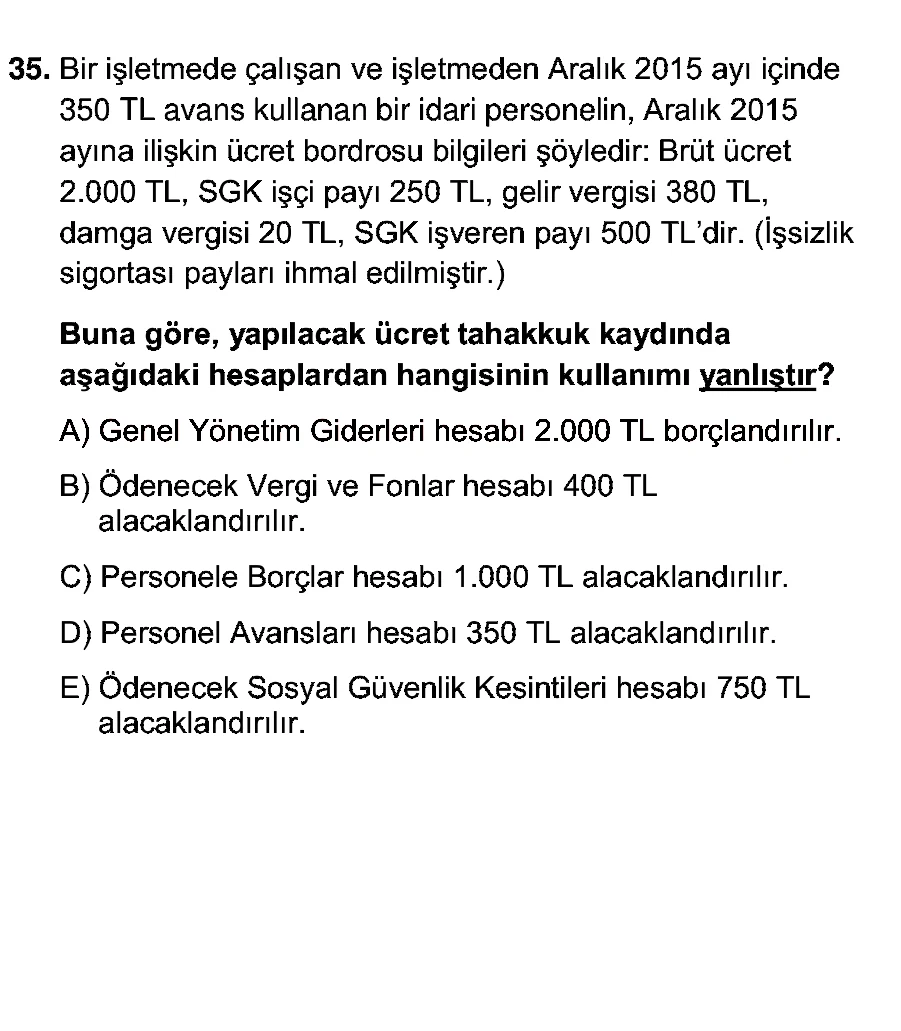 35. Bir işletmede çalışan ve işletmeden Aralık 2015 ayı içinde
350 TL avans kullanan bir idari personelin, Aralık 2015
ayına ilişkin ücret bordrosu bilgileri şöyledir: Brüt ücret
2.000 TL, SGK işçi payı 250 TL, gelir vergisi 380 TL,
damga vergisi 20 TL, SGK işveren payı 500 TL’dir. (İşsizlik
sigortası payları ihmal edilmiştir.)
Buna göre, yapılacak ücret tahakkuk kaydında
aşağıdaki hesaplardan hangisinin kullanımı yanlıştır?
A) Genel Yönetim Giderleri hesabı 2.000 TL borçlandırılır.
B) Ödenecek Vergi ve Fonlar hesabı 400 TL
alacaklandırılır.
C) Personele Borçlar hesabı 1.000 TL alacaklandırılır.
D) Personel Avansları hesabı 350 TL alacaklandırılır.
E) Ödenecek Sosyal Güvenlik Kesintileri hesabı 750 TL
alacaklandırılır.